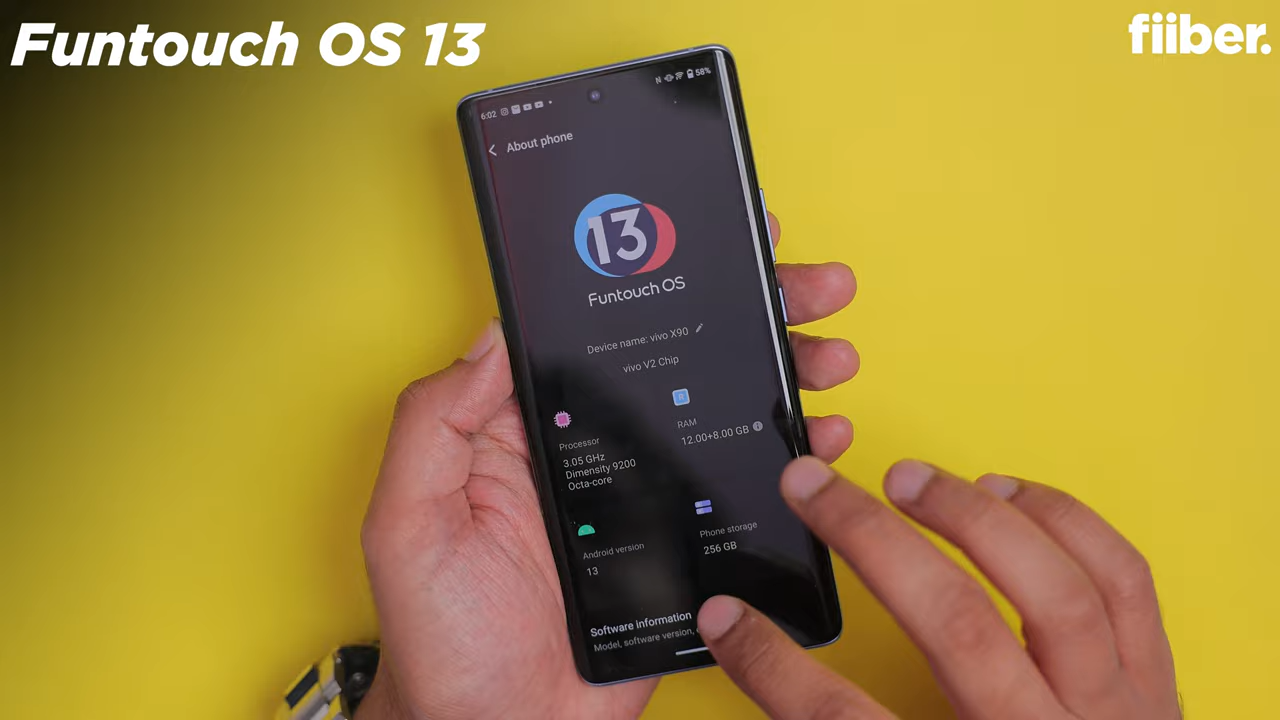 Funtouch OS 13
fiiber.
6:02
58%
About phone
13
Funtouch OS
Device name: vivo X90
vivo V2 Chip
Processor
3.05 GHz
Dimensity 9200
Octa-core
R
RAM
12.00+8.00 GB
Android version
13
Phone storage
256 GB
Software information
Model, software version,